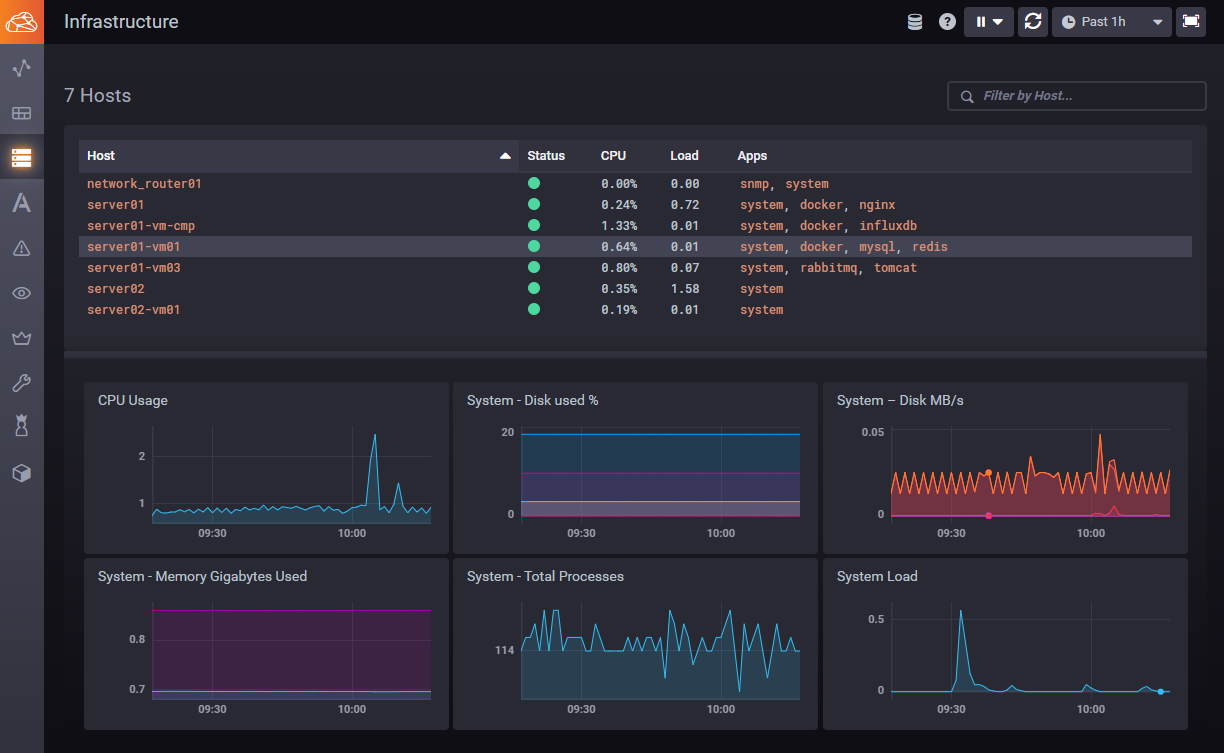 Infrastructure
Past 1h
7 Hosts
Filter by Host...
Host Status CPU Load Apps
network_router01 0.00% 0.00 snmp, system
server01 0.24% 0.72 system, docker, nginx
server01-vm-cmp 1.33% 0.01 system, docker, influxdb
server01-vm01 0.64% 0.01 system, docker, mysql, redis
server01-vm03 0.80% 0.07 system, rabbitmq, tomcat
server02 0.35% 1.58 system
server02-vm01 0.19% 0.01 system
CPU Usage
2
1
09:30 10:00
System - Disk used %
20
0
09:30 10:00
System – Disk MB/s
0.05
0
09:30 10:00
System - Memory Gigabytes Used
0.8
0.7
09:30 10:00
System - Total Processes
114
09:30 10:00
System Load
0.5
0
09:30 10:00